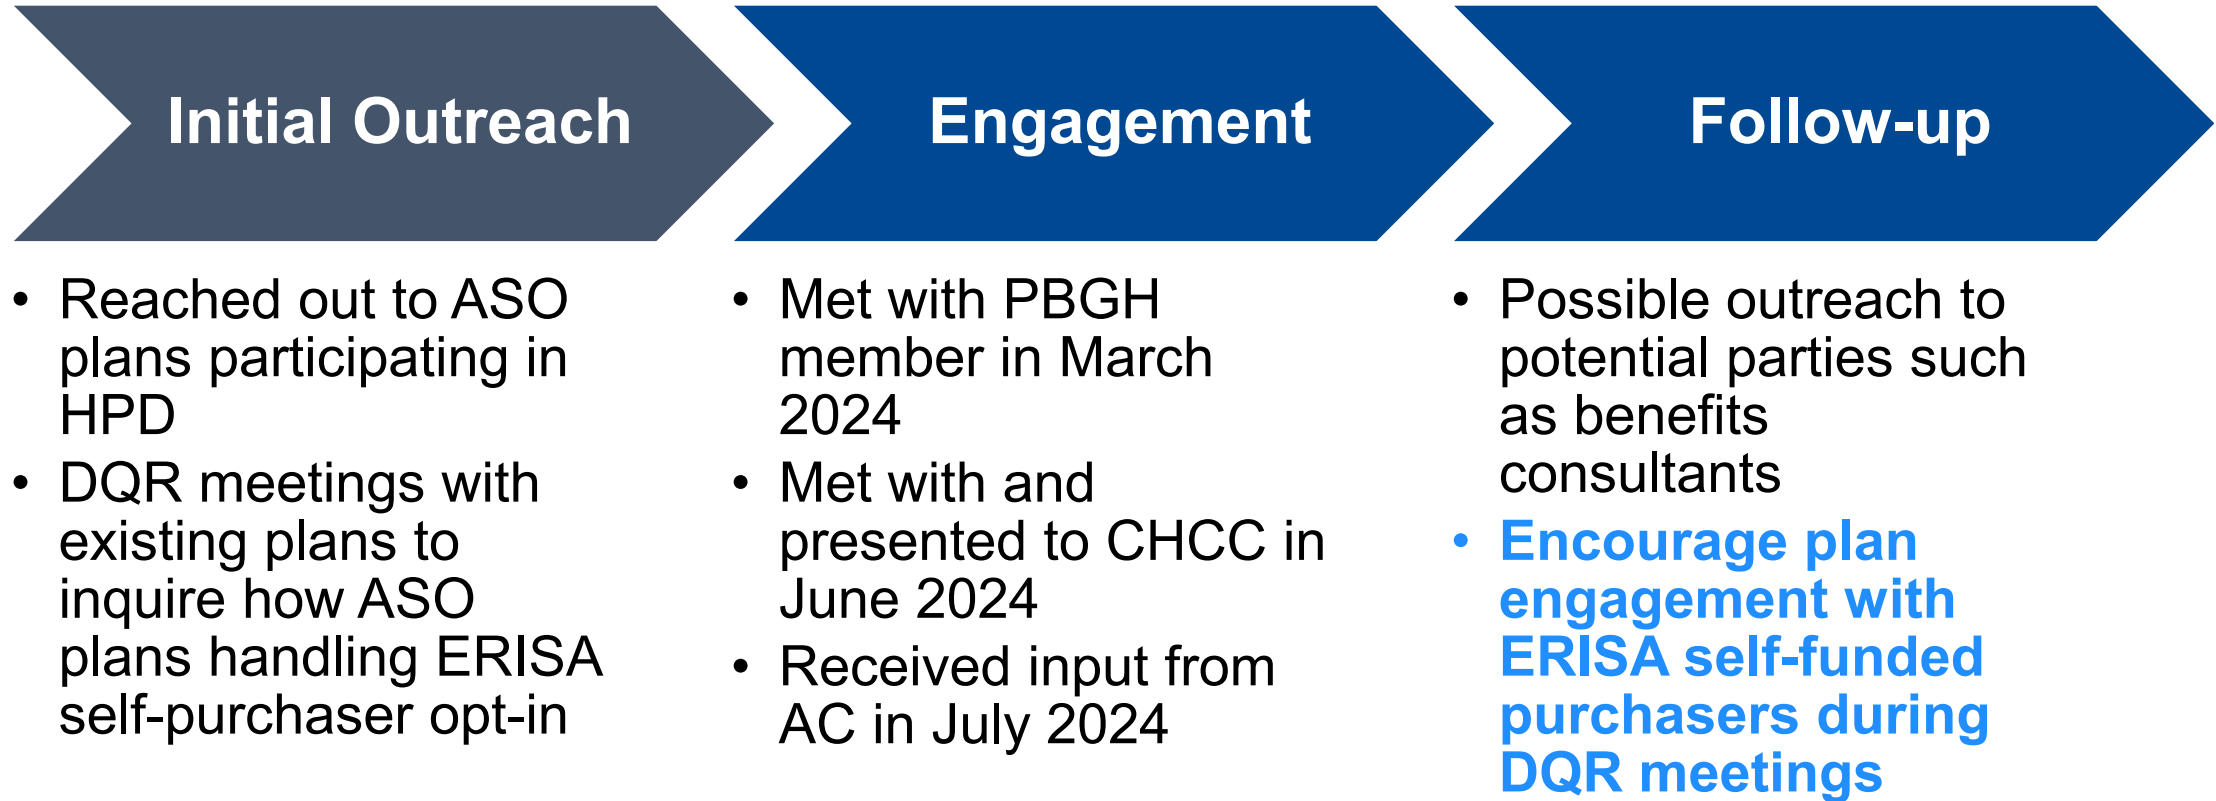 Initial Outreach
Engagement
Follow-up
• Reached out to ASO
plans participating in
HPD
• DQR meetings with
existing plans to
inquire how ASO
plans handling ERISA
self-purchaser opt-in
• Met with PBGH
member in March
2024
• Met with and
presented to CHCC in
June 2024
• Received input from
AC in July 2024
• Possible outreach to
potential parties such
as benefits
consultants
• Encourage plan
engagement with
ERISA self-funded
purchasers during
DQR meetings